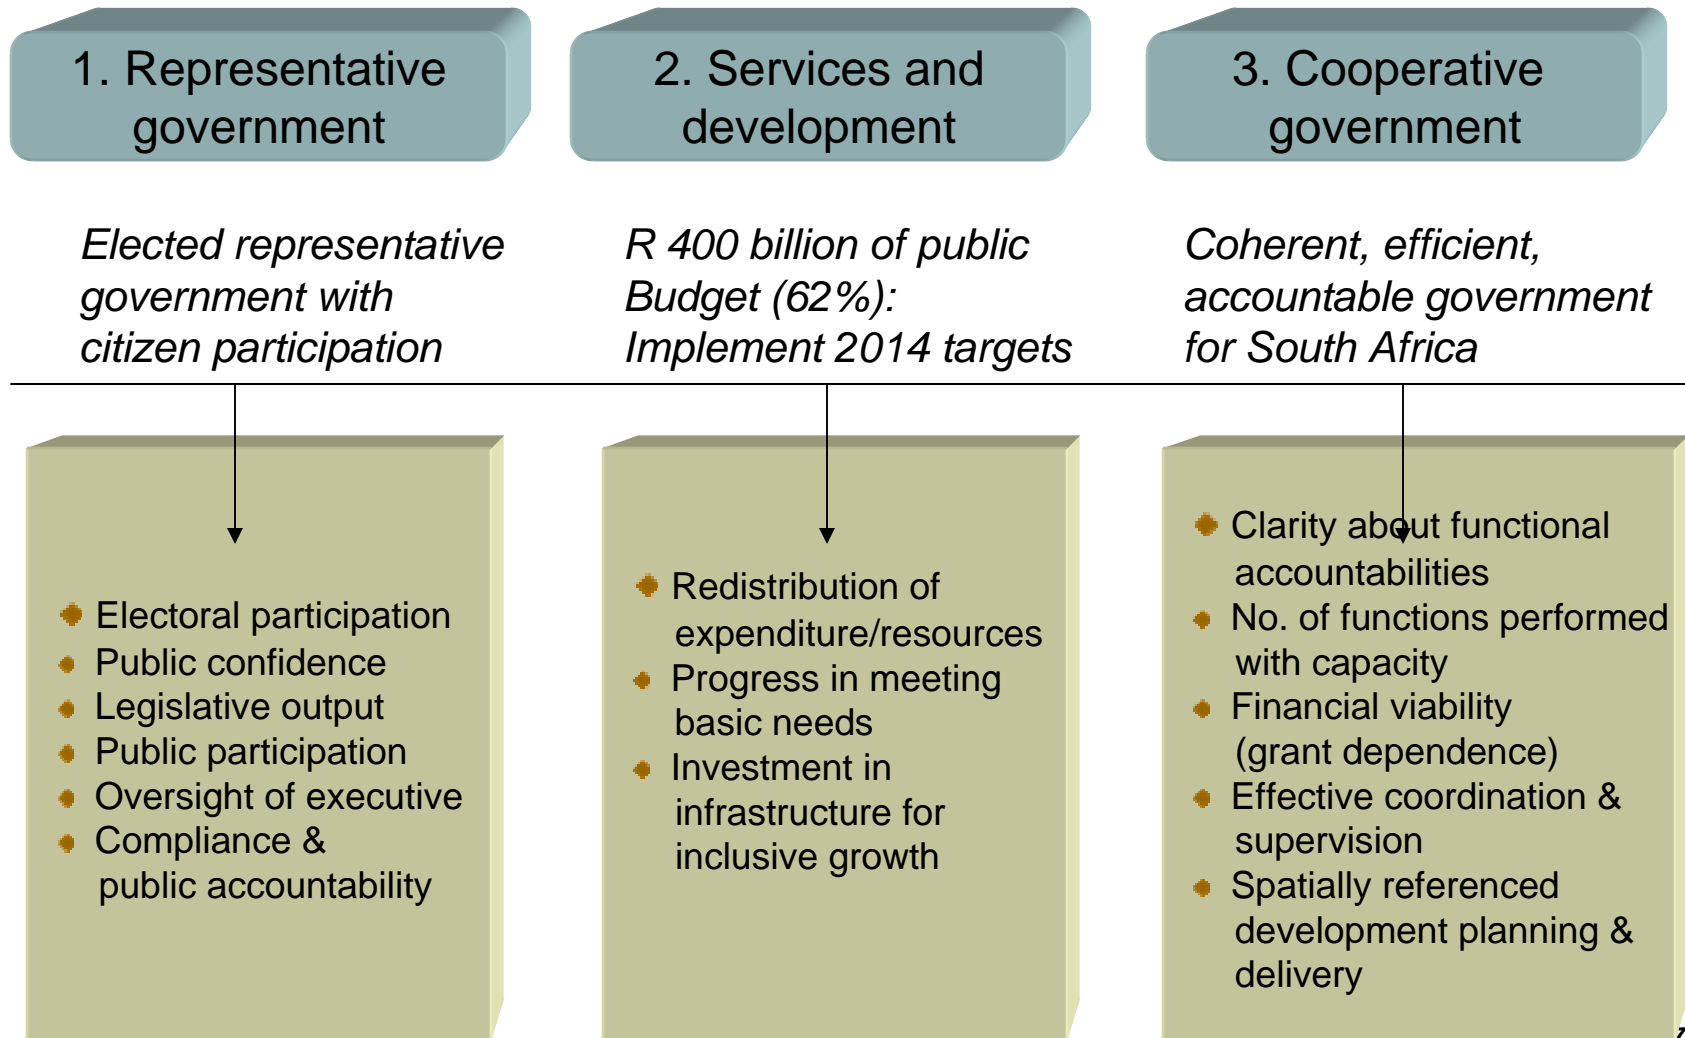 1. Representative
government
Elected representative
government with
citizen participation
Electoral participation
Public confidence
Legislative output
Public participation
Oversight of executive
Compliance &
public accountability
2. Services and
development
R 400 billion of public
Budget (62%):
Implement 2014 targets
Redistribution of
expenditure/resources
Progress in meeting
basic needs
Investment in
infrastructure for
inclusive growth
3. Cooperative
government
Coherent, efficient,
accountable government
for South Africa
Clarity about functional
accountabilities
No. of functions performed
with capacity
Financial viability
(grant dependence)
Effective coordination &
supervision
Spatially referenced
development planning &
delivery